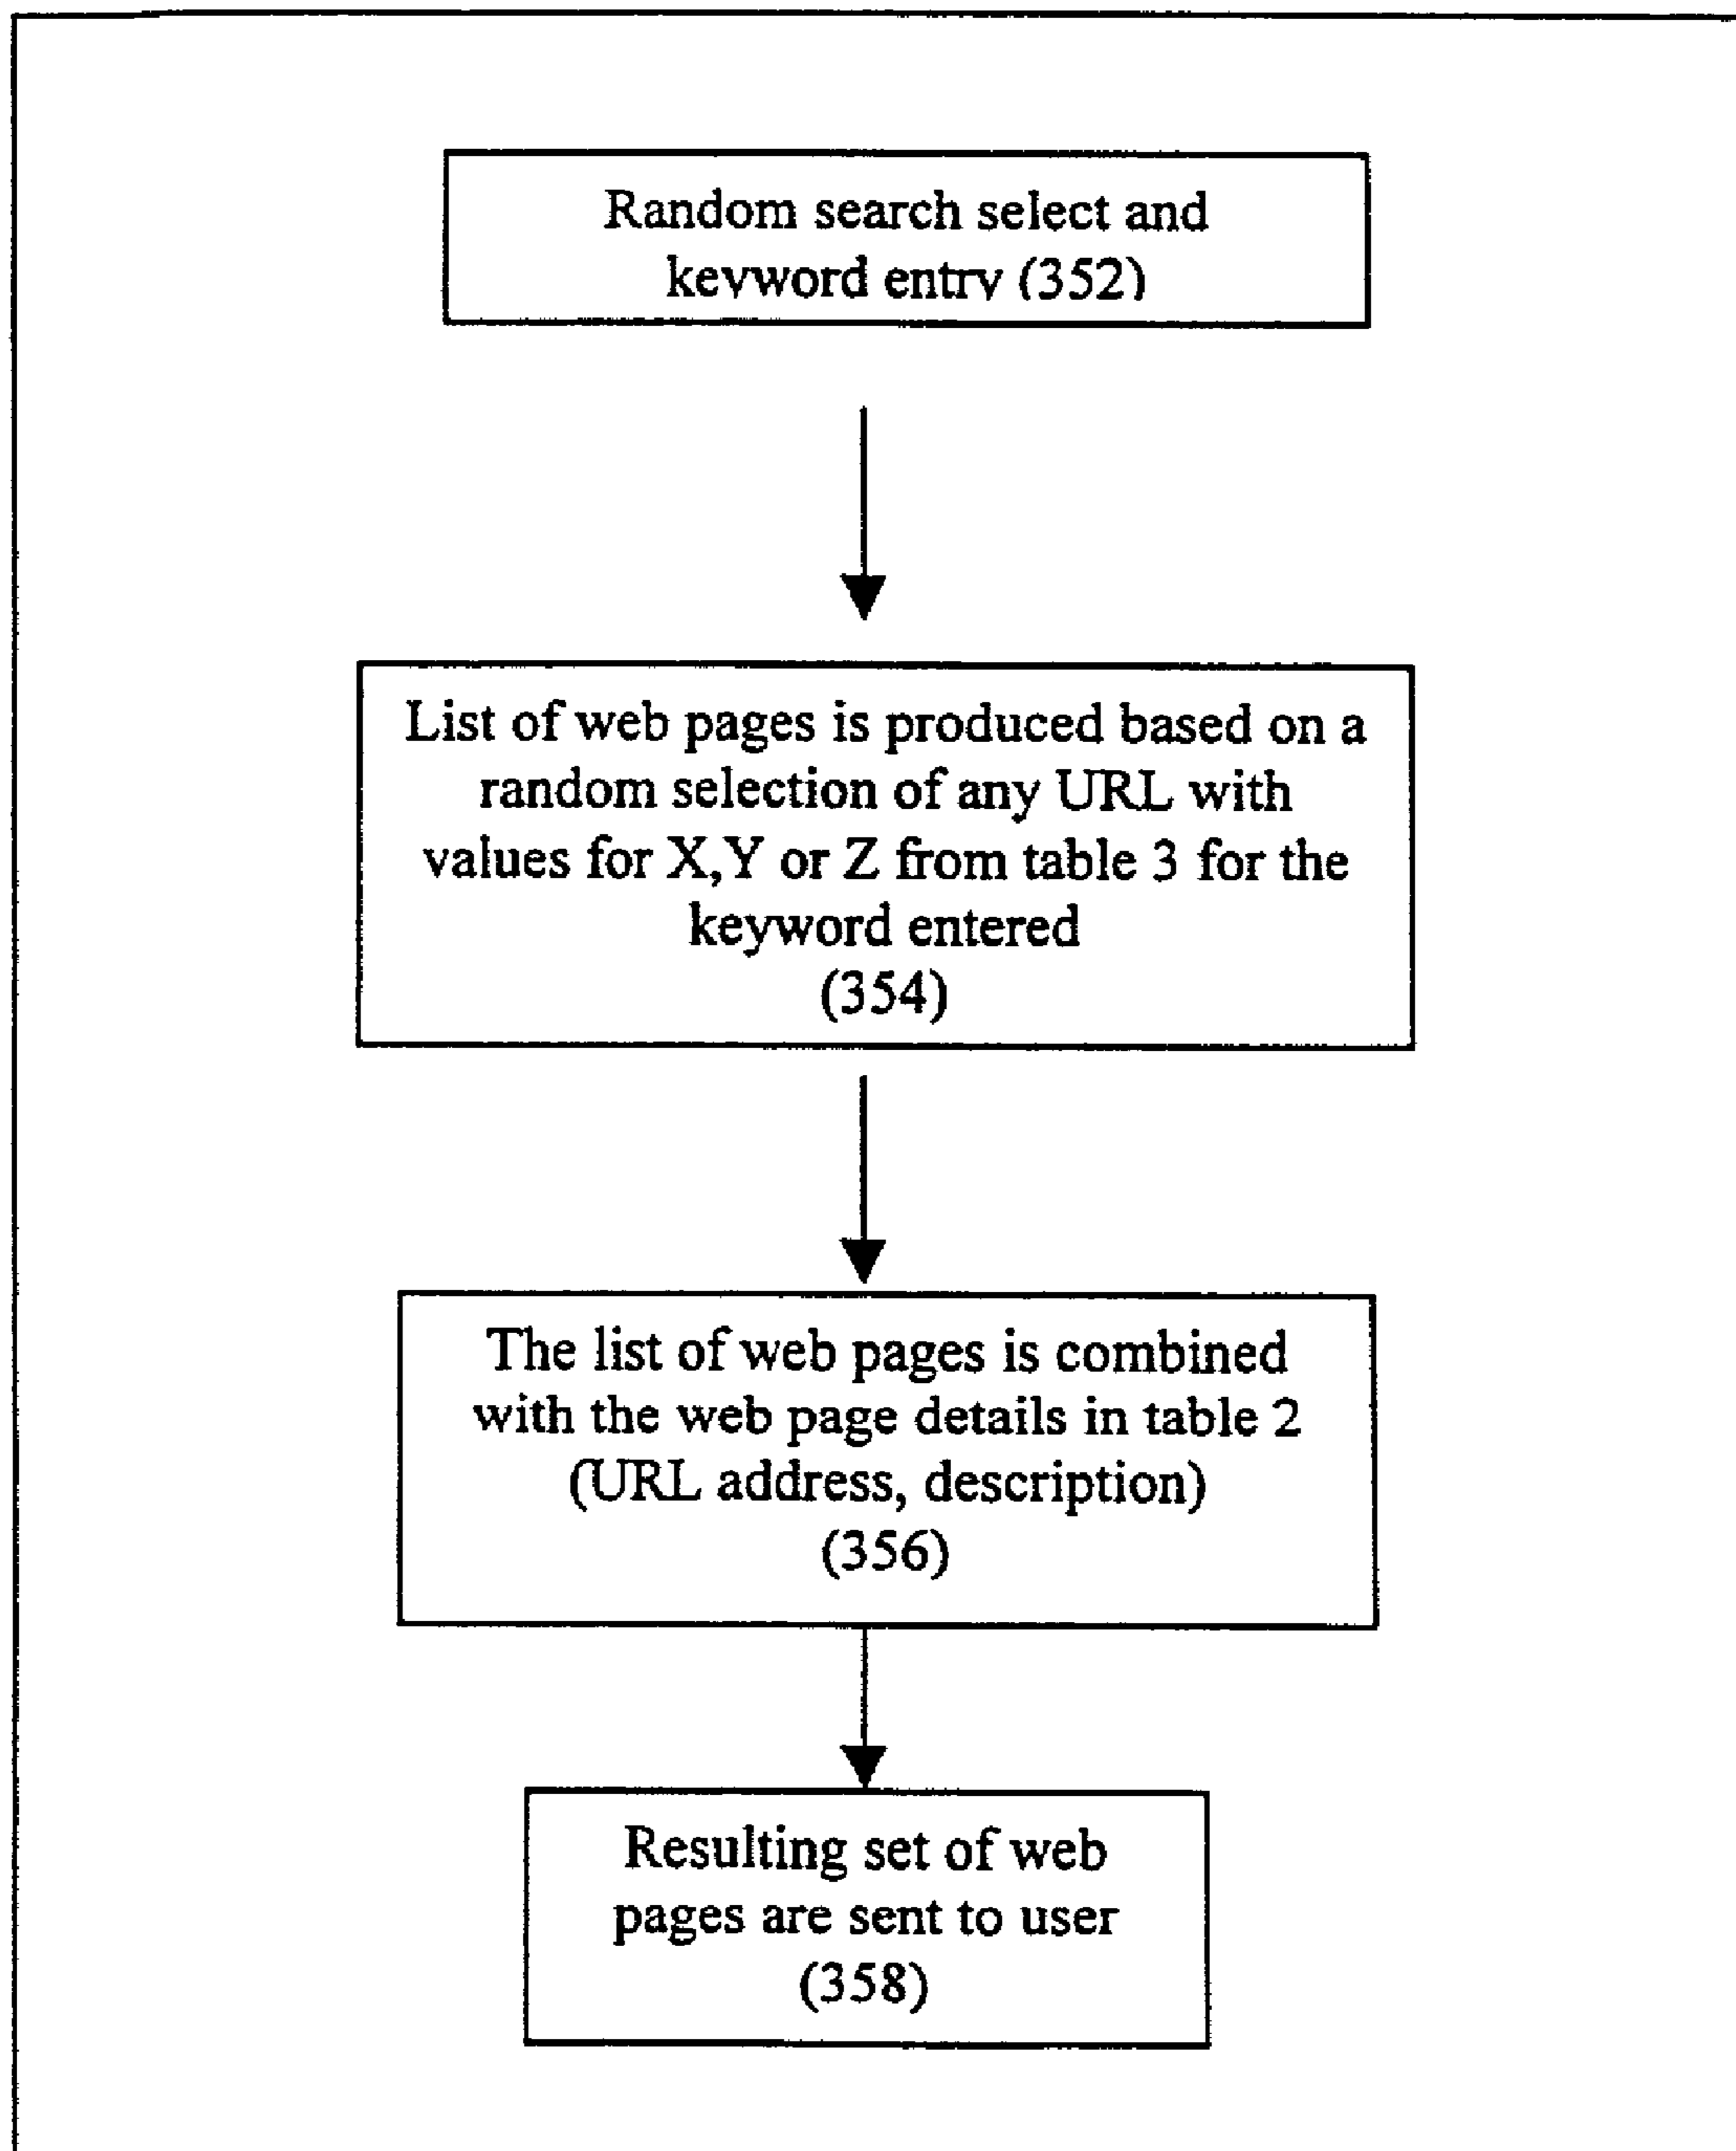 Random search select and
keyword entry (352)
List of web pages is produced based on a
random selection of any URL with
values for X,Y or Z from table 3 for the
keyword entered
(354)
The list of web pages is combined
with the web page details in table 2
(URL address, description)
(356)
Resulting set of web
pages are sent to user
(358)